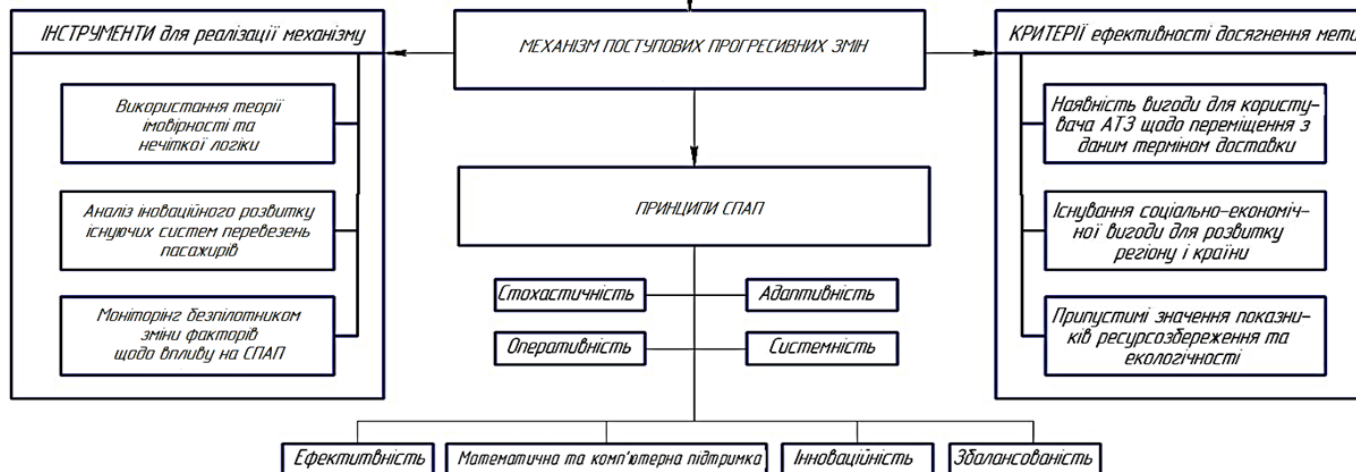 ІНСТРУМЕНТИ для реалізації механізму
Використання теорії
імовірності та
нечіткої логіки
Аналіз іноваційного розвитку
існуючих систем перевезень
пасажирів
Моніторінг безпілотником
зміни факторів
щодо впливу на СПАП
МЕХАНІЗМ ПОСТУПОВИХ ПРОГРЕСИВНИХ ЗМІН
ПРИНЦИПИ СПАП
Стохастичність
Адаптивність
Оперативність
Системність
КРИТЕРІЇ ефективності досягнення мети
Наявність вигоди для користу-
вача АТЗ щодо переміщення з
даним терміном доставки
Існування соціально-економіч-
ної вигоди для розвитку
регіону і країни
Припустимі значення показни-
ків ресурсозбереження та
екологічності
Ефектитвність
Математична та комп'ютерна підтримка
Інноваційність
Збалансованість